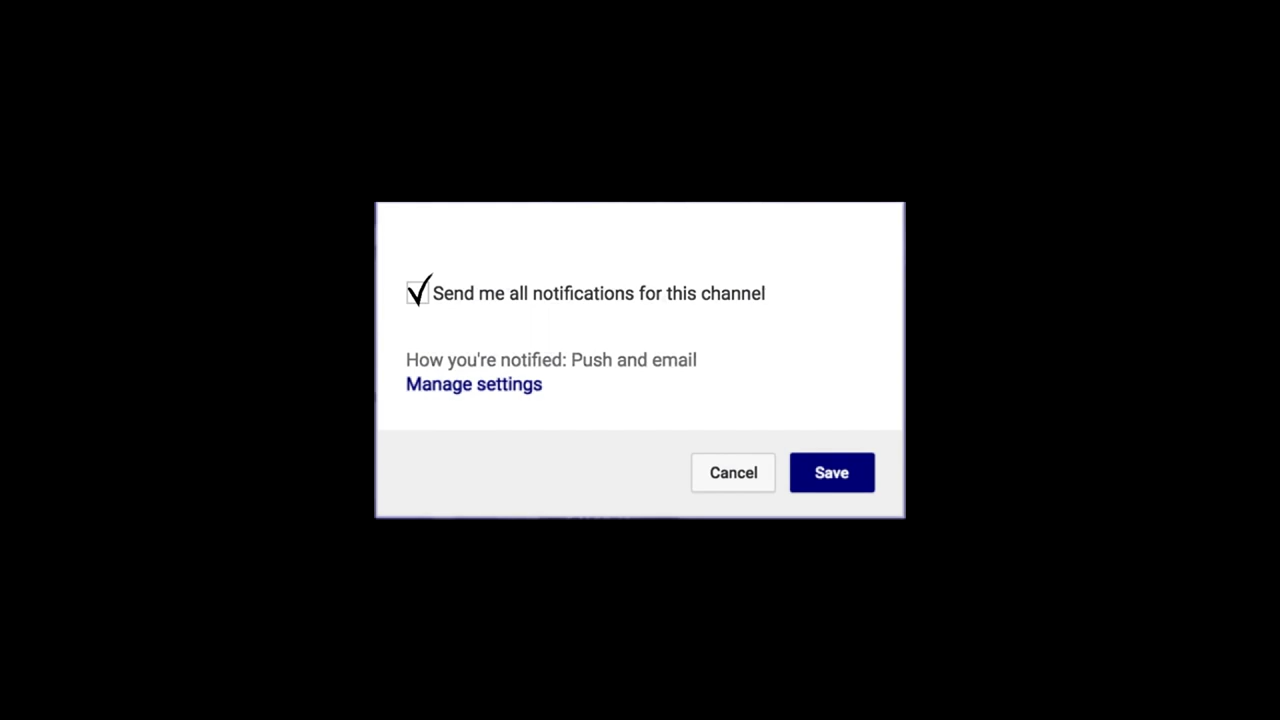 Send me all notifications for this channel
How you're notified: Push and email
Manage settings
Cancel Save